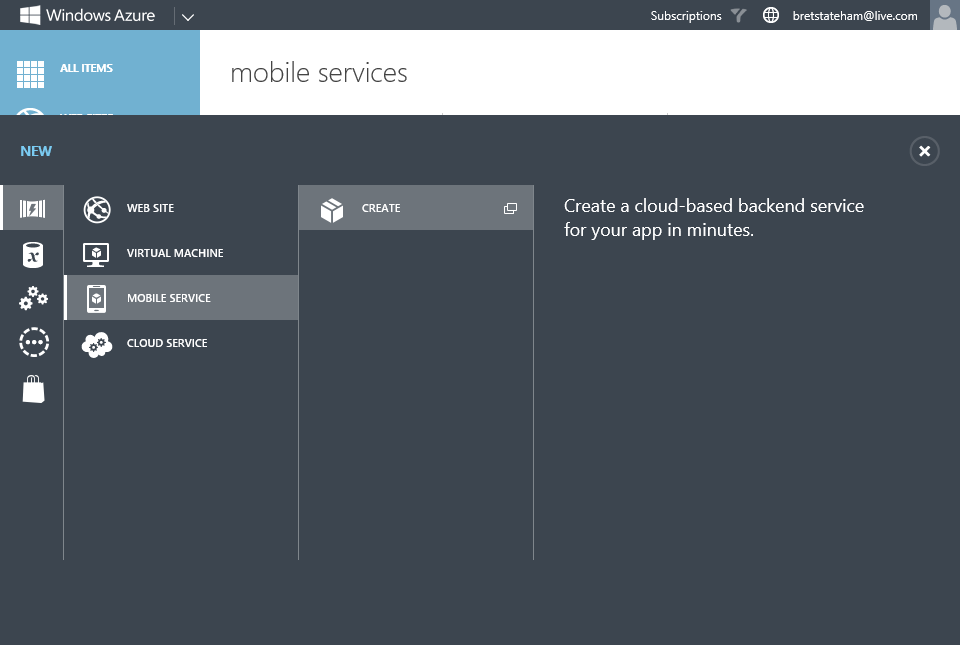 Windows Azure
Subscriptions
bretstateham@live.com
ALL ITEMS
mobile services
NEW
WEB SITE
CREATE
Create a cloud-based backend service
for your app in minutes.
VIRTUAL MACHINE
MOBILE SERVICE
CLOUD SERVICE